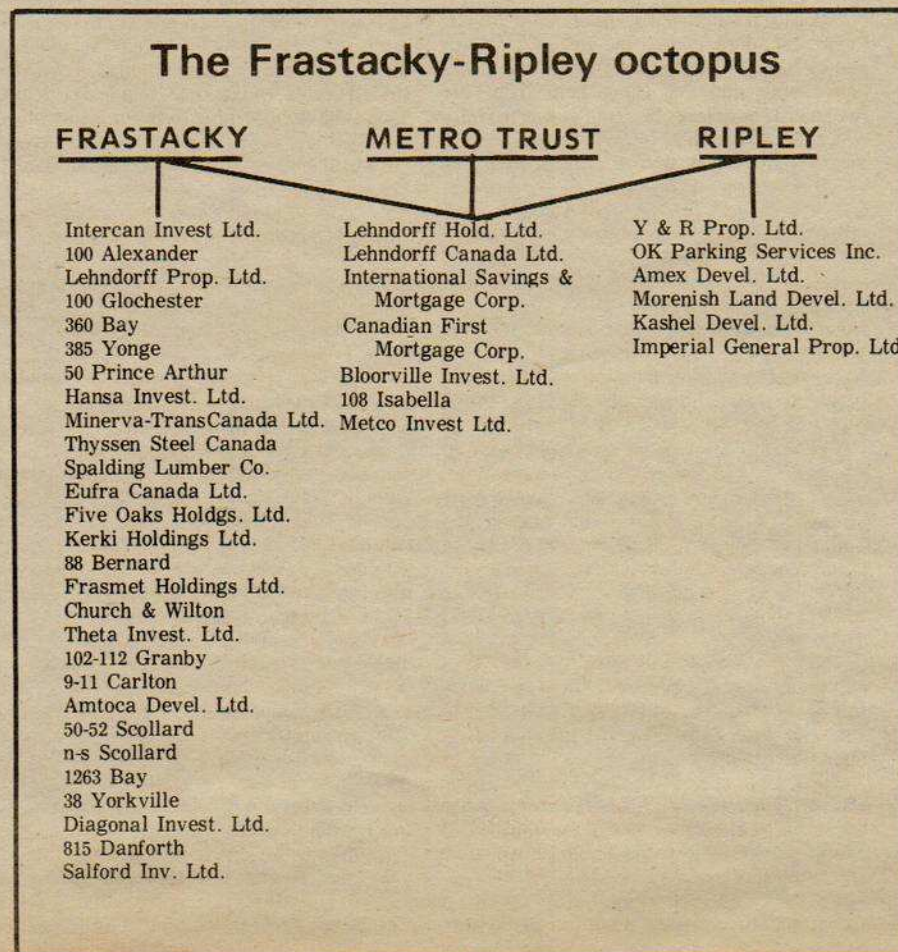 The Frastacky-Ripley octopus
FRASTACKY
Intercan Invest Ltd.
100 Alexander
Lehndorff Prop. Ltd.
100 Glochester
360 Bay
385 Yonge
50 Prince Arthur
Hansa Invest. Ltd.
Minerva-TransCanada Ltd.
Thyssen Steel Canada
Spalding Lumber Co.
Eufra Canada Ltd.
Five Oaks Holdgs. Ltd.
Kerki Holdings Ltd.
88 Bernard
Frasmet Holdings Ltd.
Church & Wilton
Theta Invest. Ltd.
102-112 Granby
9-11 Carlton
Amtoca Devel. Ltd.
50-52 Scollard
n-s Scollard
1263 Bay
38 Yorkville
Diagonal Invest. Ltd.
815 Danforth
Salford Inv. Ltd.
METRO TRUST
Lehndorff Hold. Ltd.
Lehndorff Canada Ltd.
International Savings &
Mortgage Corp.
Canadian First
Mortgage Corp.
Bloorville Invest. Ltd.
108 Isabella
Metco Invest Ltd.
RIPLEY
Y & R Prop. Ltd.
OK Parking Services Inc.
Amex Devel. Ltd.
Morenish Land Devel. Ltd.
Kashel Devel. Ltd.
Imperial General Prop. Ltd